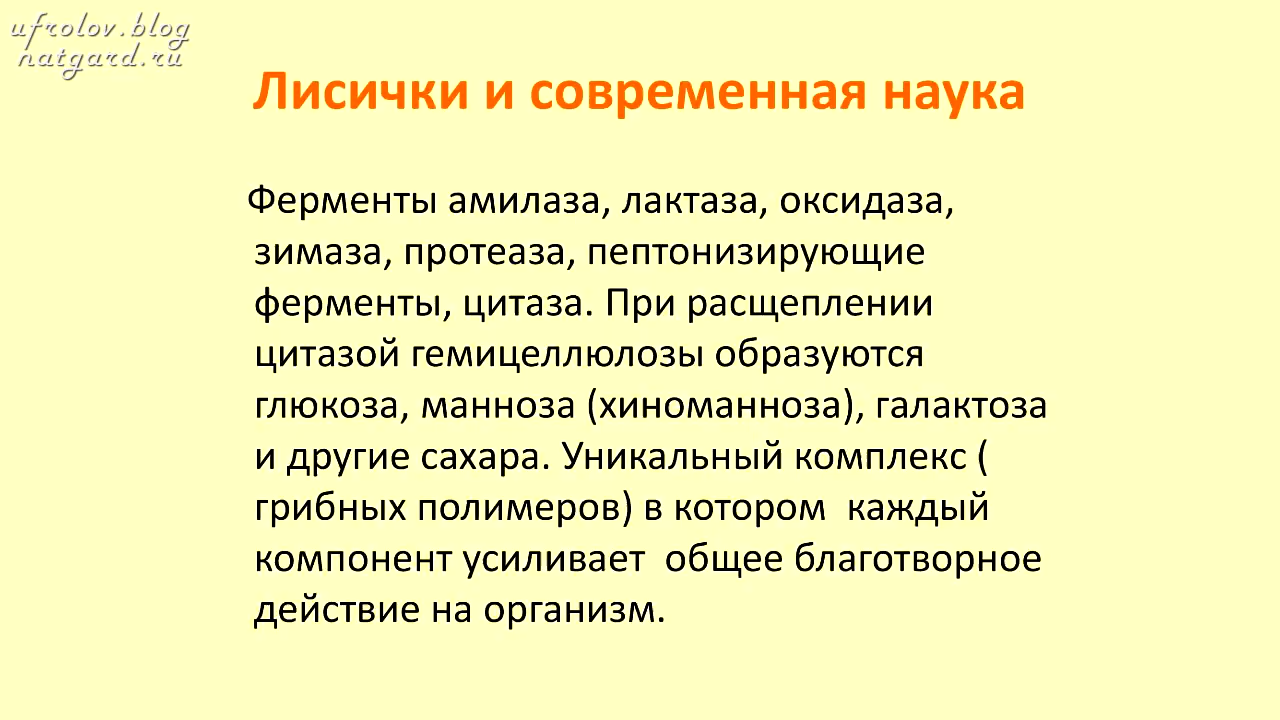 ufrolov.blog
natgard.ru
Лисички и современная наука
Ферменты амилаза, лактаза, оксидаза,
зимаза, протеаза, пептонизирующие
ферменты, цитаза. При расщеплении
цитазой гемицеллюлозы образуются
глюкоза, манноза (хиноманноза), галактоза
и другие сахара. Уникальный комплекс (
грибных полимеров) в котором  каждый
компонент усиливает  общее благотворное
действие на организм.